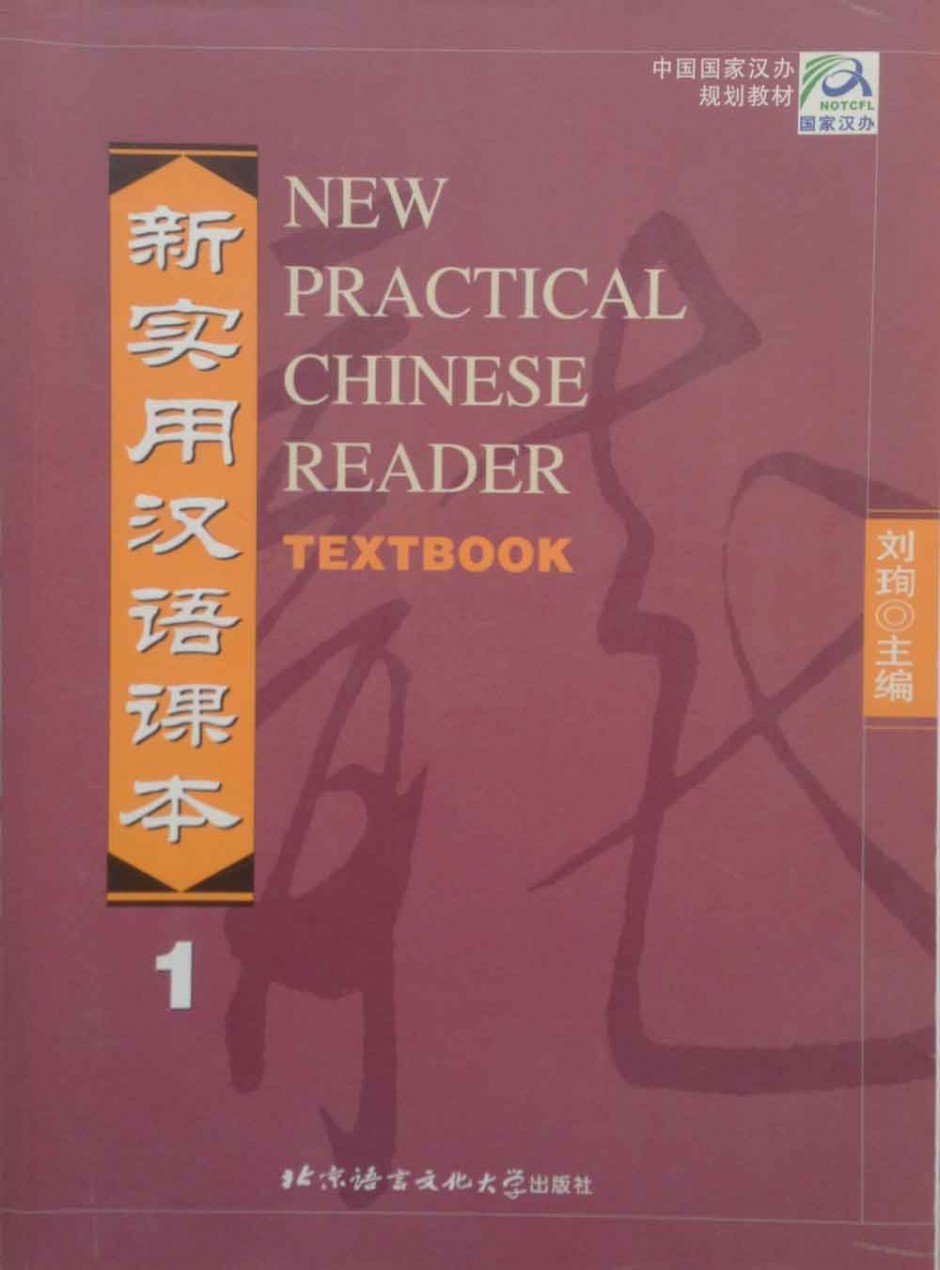 中国国家汉办
规划教材
NOTCFL
国家汉办
新实用汉语课本
1
NEW
PRACTICAL
CHINESE
READER
TEXTBOOK
刘珣◎主编
北京语言文化大学出版社